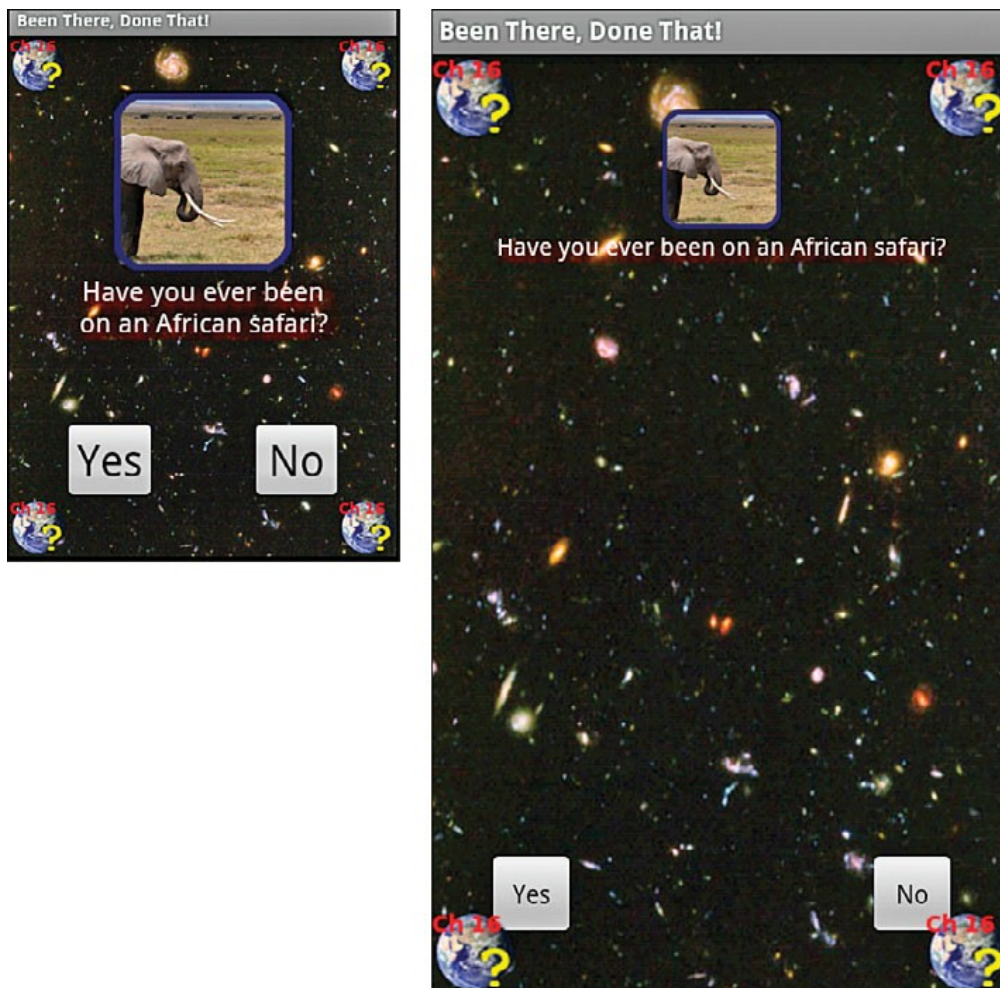 Been There, Done That!
Ch 16
?
Ch 16
?
Have you ever been
on an African safari?
Yes
No
Ch 16
?
Ch 16
?
Been There, Done That!
Ch 16
?
Ch 16
?
Have you ever been on an African safari?
Yes
No
Ch 16
?
Ch 16
?